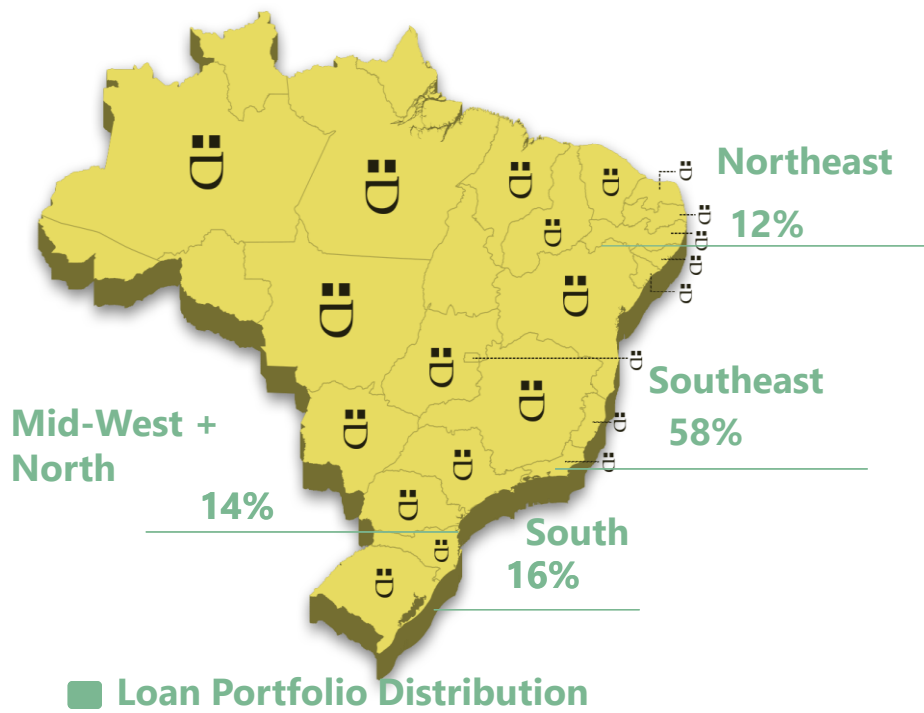 Northeast
12%
Southeast
58%
Mid-West +
North
14%
South
16%
Loan Portfolio Distribution